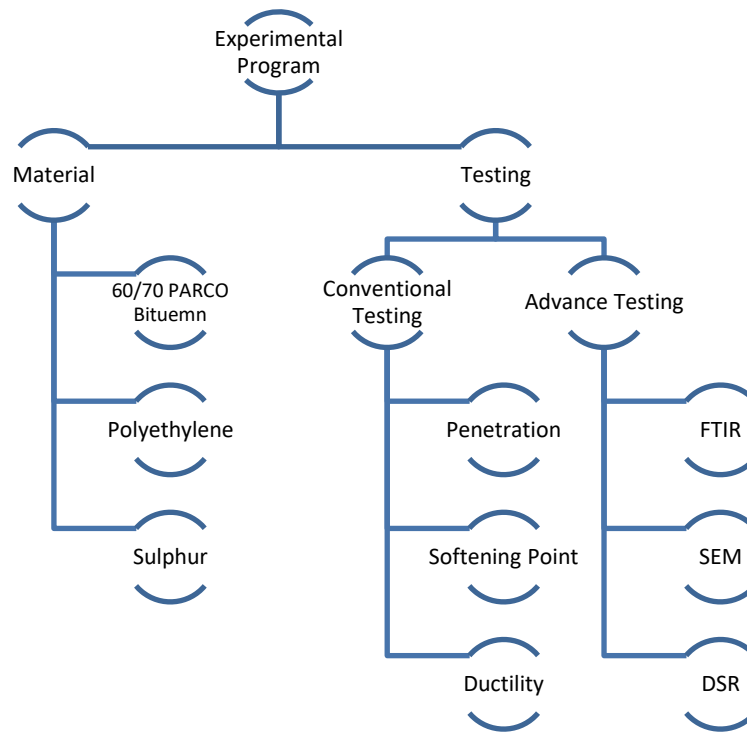 Experimental
Program
Material
Testing
60/70 PARCO
Bituemn
Polyethylene
Sulphur
Conventional
Testing
Advance Testing
Penetration
Softening Point
Ductility
FTIR
SEM
DSR